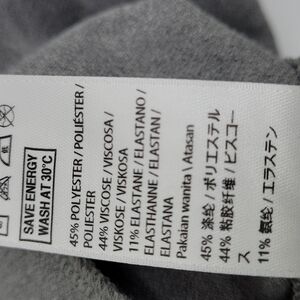 SAVE ENERGY
WASH AT 30°C
45% POLYESTER / POLIÉSTER /
POLIESTER
44% VISCOSE / VISCOSA /
VISKOSE / VISKOSA
11% ELASTANE / ELASTANO /
ELASTHANNE / ELASTAN /
ELASTANA
Pakaian wanita \ Atasan
45% 涤纶 / ポリエステル
44% 粘胶纤维 / ビスコー
ス
11% 氨纶 / エラステン